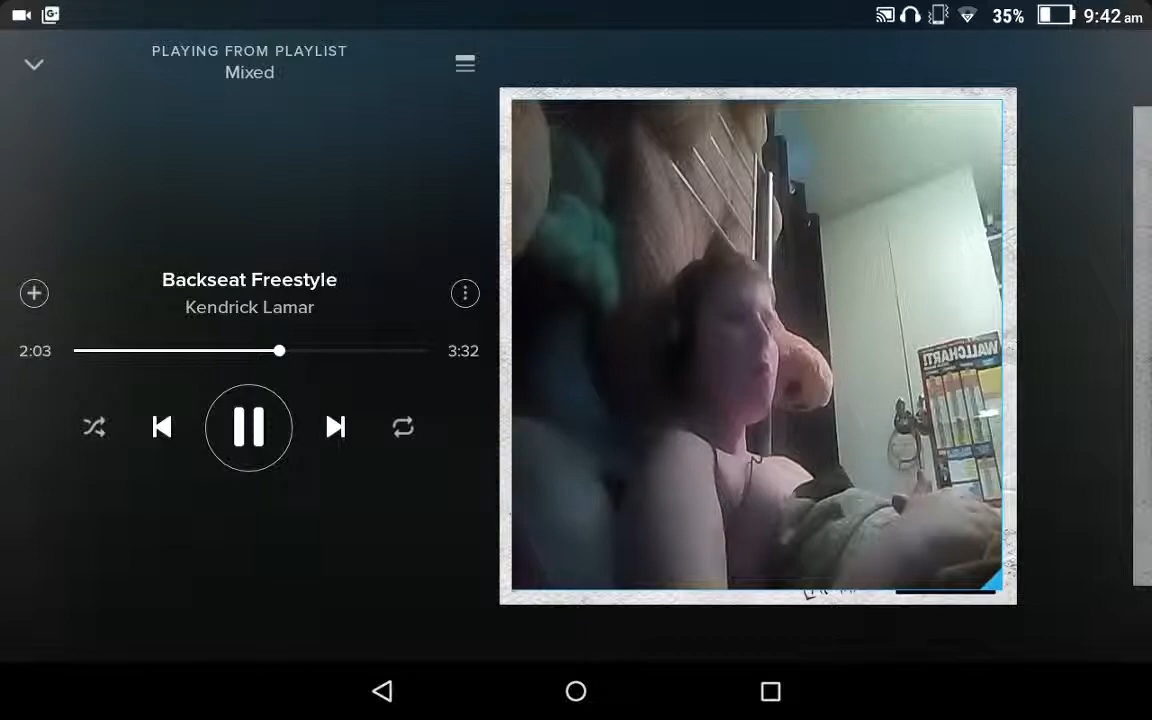 35%
9:42 am
PLAYING FROM PLAYLIST
Mixed
Backseat Freestyle
Kendrick Lamar
2:03
3:32
WALLCHART!